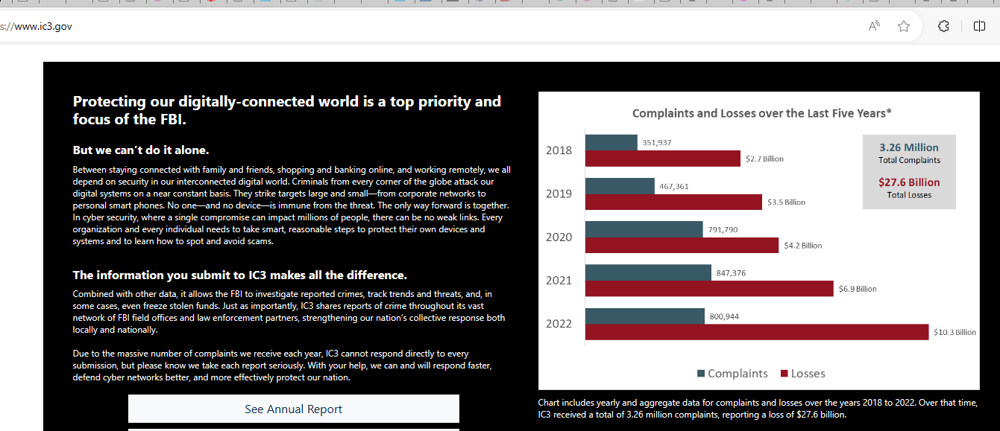 s://www.ic3.gov
Protecting our digitally-connected world is a top priority and
focus of the FBI.
But we can't do it alone.
Between staying connected with family and friends, shopping and banking online, and working remotely, we all
depend on security in our interconnected digital world. Criminals from every corner of the globe attack our
digital systems on a near constant basis. They strike targets large and small—from corporate networks to
personal smart phones. No one—and no device—is immune from the threat. The only way forward is together.
In cyber security, where a single compromise can impact millions of people, there can be no weak links. Every
organization and every individual needs to take smart, reasonable steps to protect their own devices and
systems and to learn how to spot and avoid scams.
The information you submit to IC3 makes all the difference.
Combined with other data, it allows the FBI to investigate reported crimes, track trends and threats, and, in
some cases, even freeze stolen funds. Just as importantly, IC3 shares reports of crime throughout its vast
network of FBI field offices and law enforcement partners, strengthening our nation's collective response both
locally and nationally.
Due to the massive number of complaints we receive each year, IC3 cannot respond directly to every
submission, but please know we take each report seriously. With your help, we can and will respond faster,
defend cyber networks better, and more effectively protect our nation.
See Annual Report
Complaints and Losses over the Last Five Years*
3.26 Million
Total Complaints
$27.6 Billion
Total Losses
2018
351,937
$2.7 Billion
2019
467,361
$3.5 Billion
2020
791,790
$4.2 Billion
2021
847,376
$6.9 Billion
2022
800,944
$10.3 Billion
Complaints Losses
Chart includes yearly and aggregate data for complaints and losses over the years 2018 to 2022. Over that time,
IC3 received a total of 3.26 million complaints, reporting a loss of $27.6 billion.